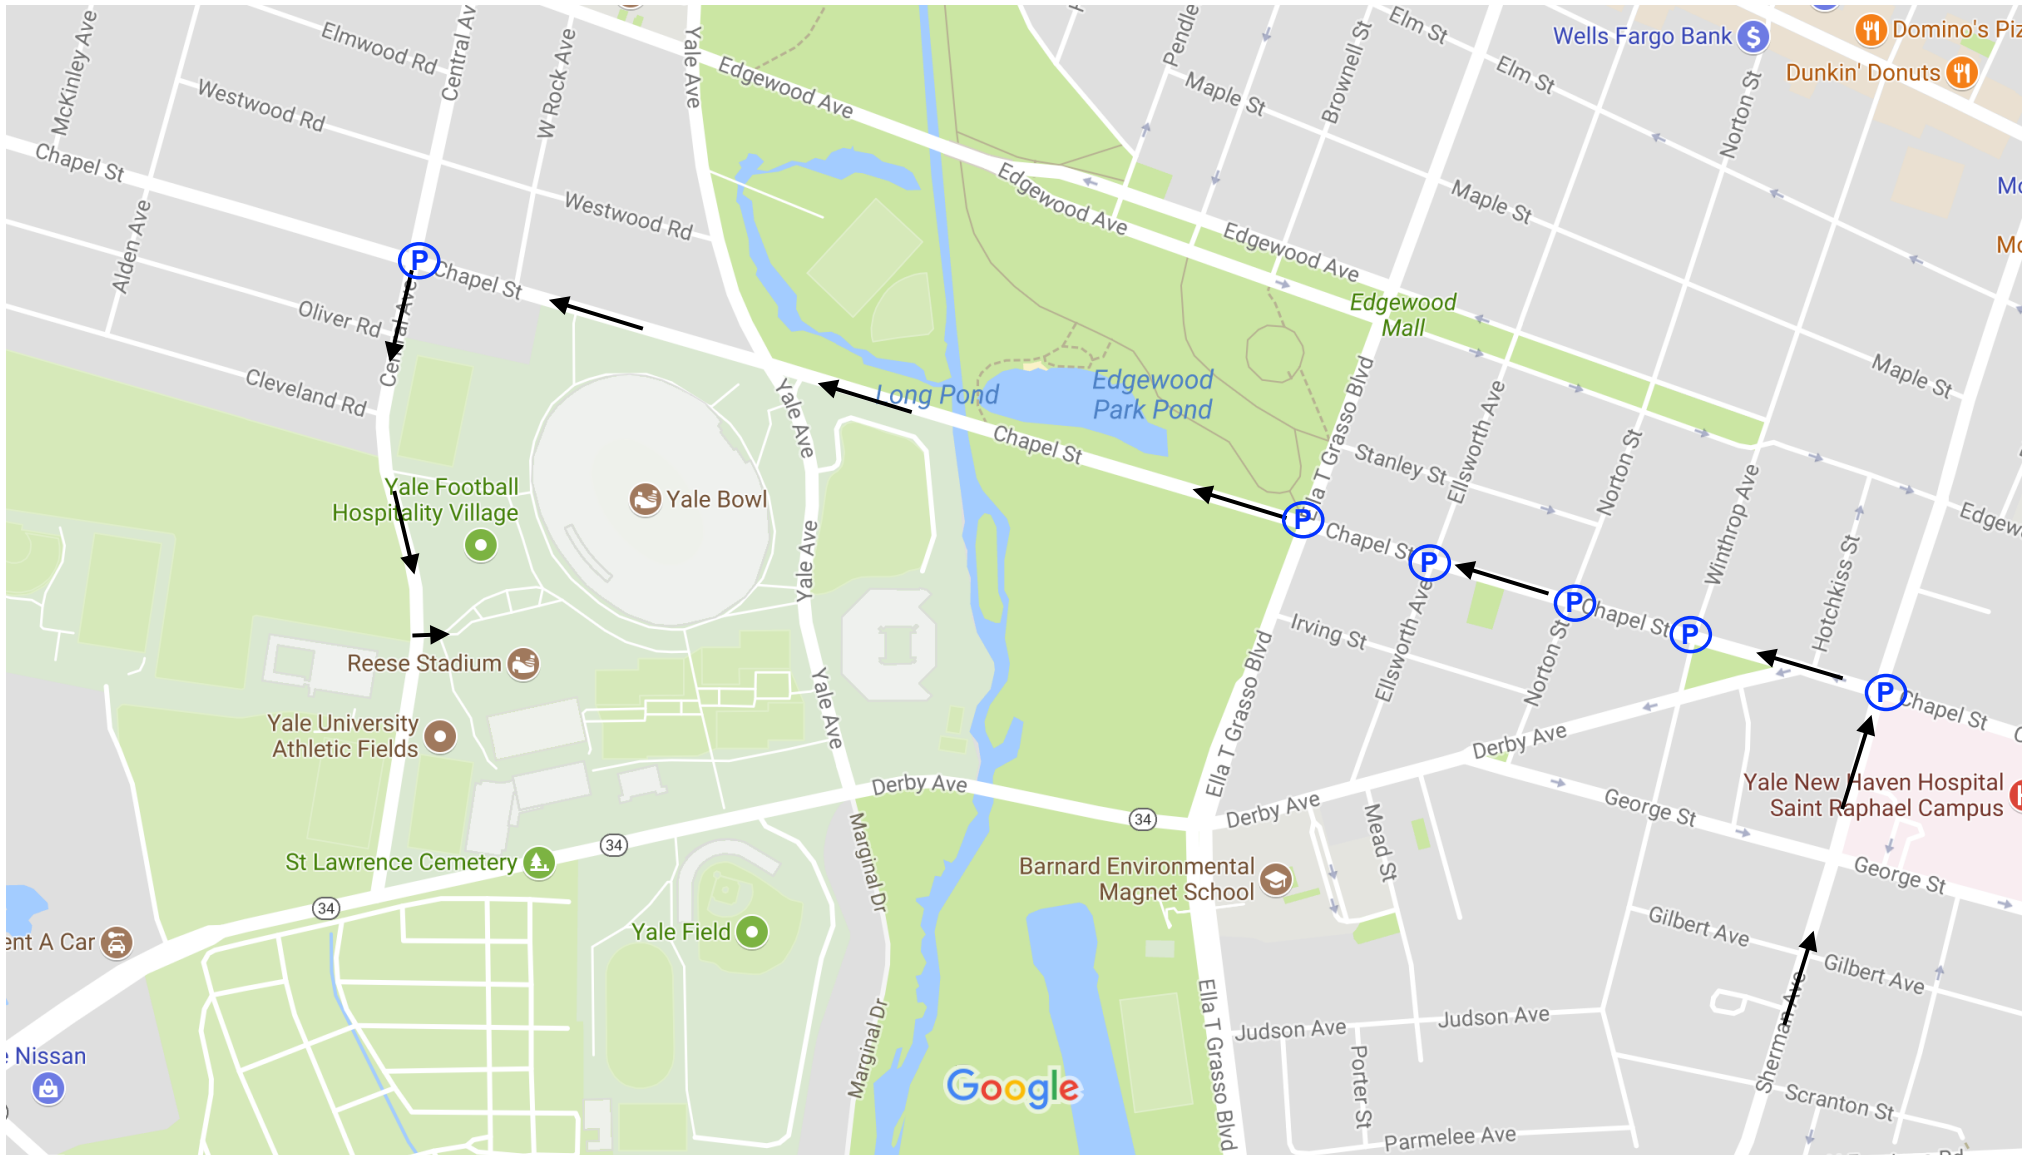 McKinley Ave
Elmwood Rd
Central Av
W Rock Ave
Yale Ave
Edgewood Ave
Pendle
Brownell St
Elm St
Elm St
Wells Fargo Bank
Domino's Piz
Dunkin' Donuts
Norton St
Westwood Rd
Maple St
Chapel St
Alden Ave
Westwood Rd
Edgewood Ave
Edgewood Ave
Maple St
Mo
Mo
P
Chapel St
Oliver Rd
Central Ave
Edgewood
Mall
Cleveland Rd
Yale Ave
Long Pond
Edgewood
Park Pond
Ella T Grasso Blvd
Ellsworth Ave
Maple St
Chapel St
Stanley St
Norton St
Winthrop Ave
Yale Football
Hospitality Village
Yale Bowl
Yale Ave
P
Chapel St
P
Edgew
Hotchkiss St
P
Chapel St
P
Ellsworth Ave
Irving St
Norton St
Reese Stadium
Yale Ave
Ella T Grasso Blvd
P
Chapel St
C
Yale University
Athletic Fields
Derby Ave
Derby Ave
34
Derby Ave
Mead St
George St
Yale New Haven Hospital
Saint Raphael Campus
34
St Lawrence Cemetery
Marginal Dr
Barnard Environmental
Magnet School
George St
34
ent A Car
Yale Field
Gilbert Ave
Gilbert Ave
Marginal Dr
Ella T Grasso Blvd
Judson Ave
Judson Ave
Sherman Ave
e Nissan
Google
Porter St
Scranton St
Parmelee Ave